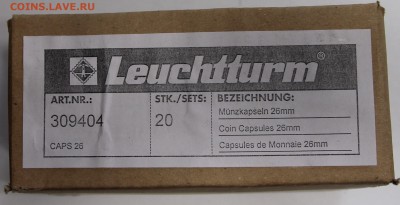 COINS.LAVE.RU
Leuchtturm®
ART.NR.: STK./SETS: BEZEICHNUNG:
309404 20 Münzkapseln 26mm
Coin Capsules 26mm
CAPS 26 Capsules de Monnaie 26mm